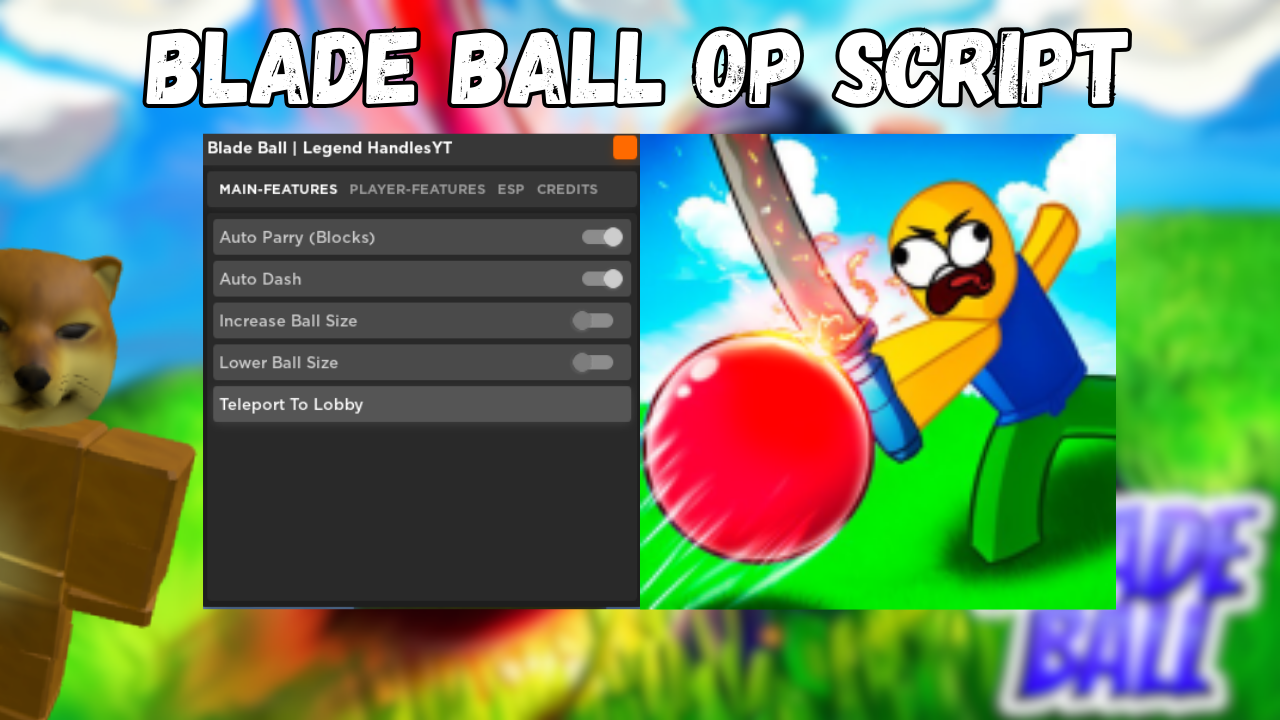 BLADE BALL OP SCRIPT
Blade Ball | Legend HandlesYT
MAIN-FEATURES PLAYER-FEATURES ESP CREDITS
Auto Parry (Blocks)
Auto Dash
Increase Ball Size
Lower Ball Size
Teleport To Lobby
BALL